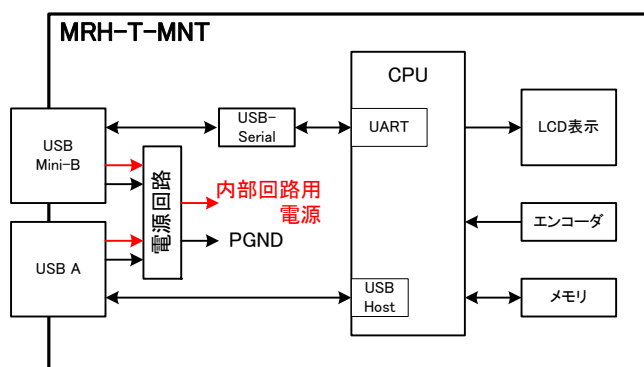 MRH-T-MNT
CPU
USB
Mini-B
USB-
Serial
UART
LCD表示
電源回路
内部回路用
電源
PGND
エンコーダ
USB A
USB
Host
メモリ